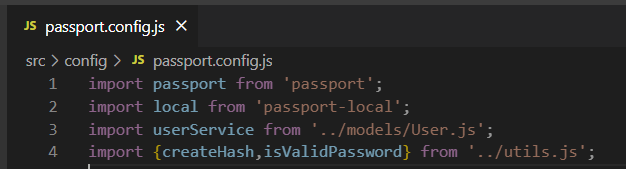 JS passport.config.js ×
src > config > JS passport.config.js
1 import passport from 'passport';
2 import local from 'passport-local';
3 import userService from '../models/User.js';
4 import {createHash,isValidPassword} from '../utils.js';